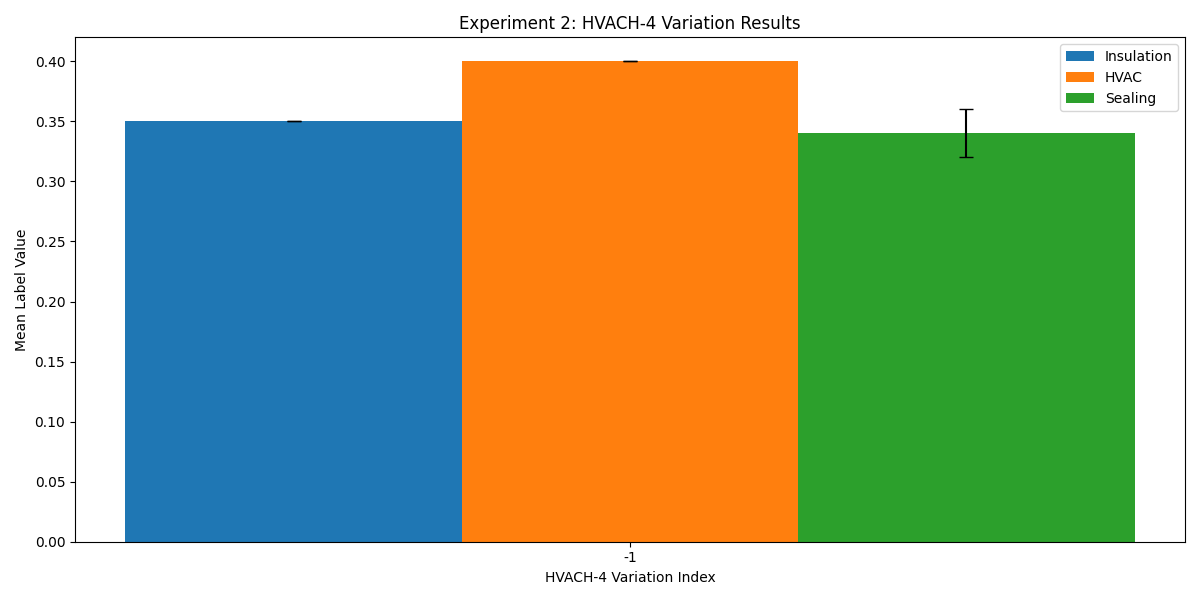 Experiment 2: HVACH-4 Variation Results
Insulation
HVAC
Sealing
Mean Label Value
0.40
0.35
0.30
0.25
0.20
0.15
0.10
0.05
0.00
-1
HVACH-4 Variation Index